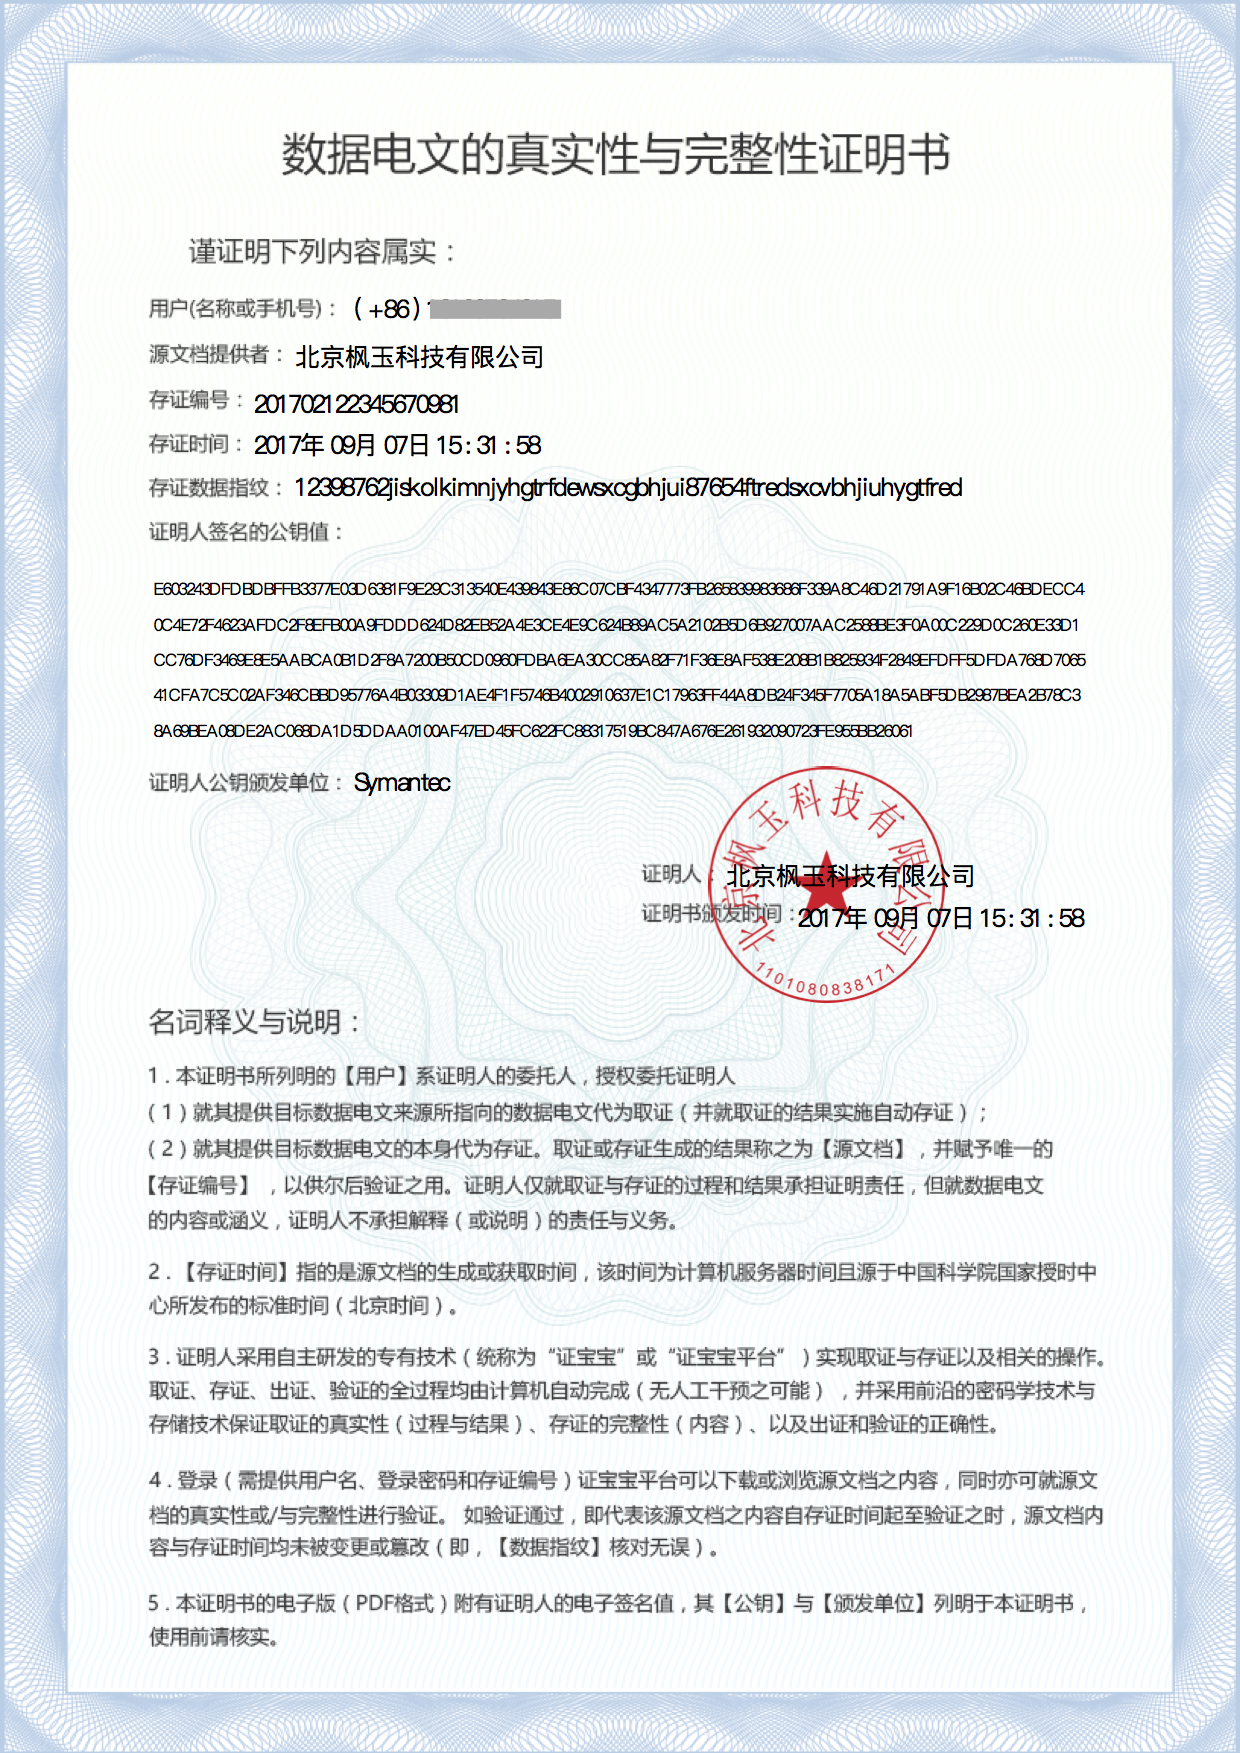 数据电文的真实性与完整性证明书
谨证明下列内容属实：
用户(名称或手机号)：（+86）
源文档提供者：北京枫玉科技有限公司
存证编号：201702122345670981
存证时间：2017年 09月 07日 15：31：58
存证数据指纹：12398762jiskolkimnjyhgtrfdewsxcgbhjui87654ftredsxcvbhjiuhygtfred
证明人签名的公钥值：
E603243DFDBDBFFB3377E03D6381F9E29C313540E439843E86C07CBF4347773FB265839983686F339A8C46D21791A9F16B02C46BDECC4
0C4E72F4623AFDC2F8EFB00A9FDDD624D82EB52A4E3CE4E9C624B89AC5A2102B5D6B927007AAC2588BE3F0A00C229D0C260E33D1
CC76DF3469E8E5AABCA0B1D2F8A7200B50CD0960FDBA6EA30CC85A82F71F36E8AF538E208B1B825934F2849EFDFF5DFDA768D7065
41CFA7C5C02AF346CBBD95776A4B03309D1AE4F1F5746B4002910637E1C17963FF44A8DB24F345F7705A18A5ABF5DB2987BEA2B78C3
8A69BEA08DE2AC068DA1D5DDAA0100AF47ED45FC622FC88317519BC847A676E261932090723FE955BB26061
证明人公钥颁发单位：Symantec
北京枫玉科技有限公司
证明人：北京枫玉科技有限公司
证明书颁发时间：2017年 09月 07日 15：31：58
1101080838171
名词释义与说明：
1．本证明书所列明的【用户】系证明人的委托人，授权委托证明人
（1）就其提供目标数据电文来源所指向的数据电文代为取证（并就取证的结果实施自动存证）；
（2）就其提供目标数据电文的本身代为存证。取证或存证生成的结果称之为【源文档】，并赋予唯一的
【存证编号】，以供尔后验证之用。证明人仅就取证与存证的过程和结果承担证明责任，但就数据电文
的内容或涵义，证明人不承担解释（或说明）的责任与义务。
2．【存证时间】指的是源文档的生成或获取时间，该时间为计算机服务器时间且源于中国科学院国家授时中
心所发布的标准时间（北京时间）。
3．证明人采用自主研发的专有技术（统称为“证宝宝”或“证宝宝平台”）实现取证与存证以及相关的操作。
取证、存证、出证、验证的全过程均由计算机自动完成（无人工干预之可能），并采用前沿的密码学技术与
存储技术保证取证的真实性（过程与结果）、存证的完整性（内容）、以及出证和验证的正确性。
4．登录（需提供用户名、登录密码和存证编号）证宝宝平台可以下载或浏览源文档之内容，同时亦可就源文
档的真实性或/与完整性进行验证。 如验证通过，即代表该源文档之内容自存证时间起至验证之时，源文档内
容与存证时间均未被变更或篡改（即，【数据指纹】核对无误）。
5．本证明书的电子版（PDF格式）附有证明人的电子签名值，其【公钥】与【颁发单位】列明于本证明书，
使用前请核实。